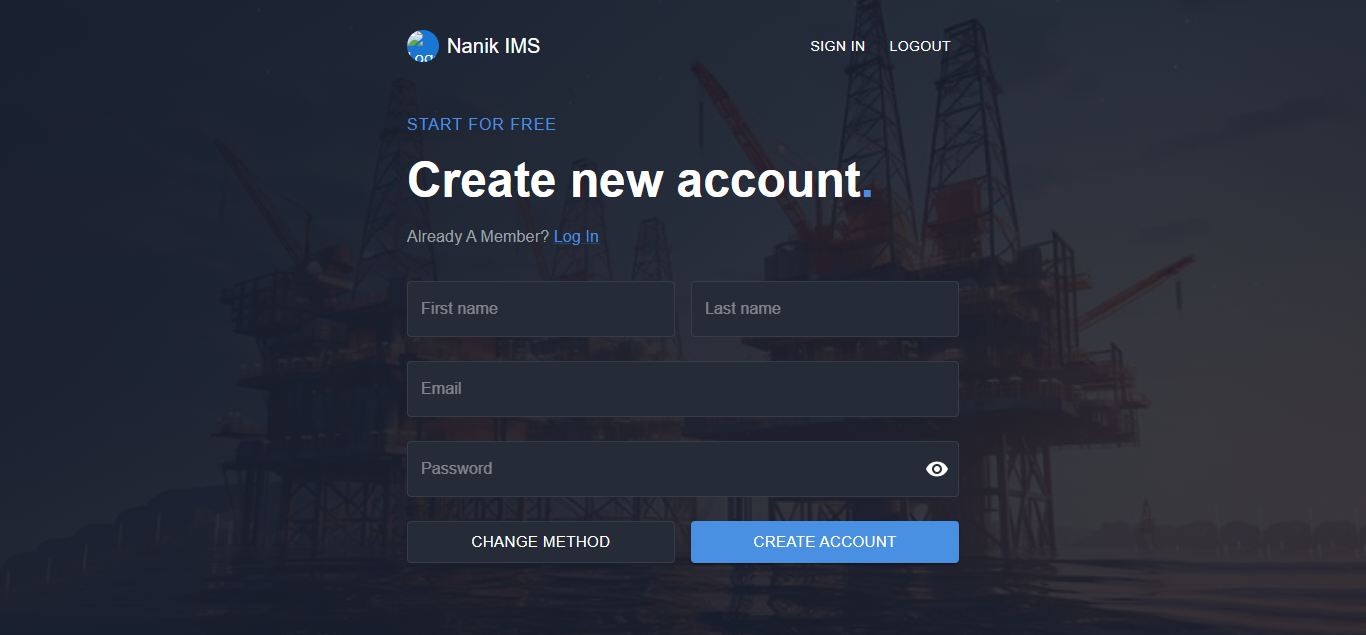 Nanik IMS
SIGN IN
LOGOUT
START FOR FREE
Create new account.
Already A Member? Log In
First name
Last name
Email
Password
CHANGE METHOD
CREATE ACCOUNT